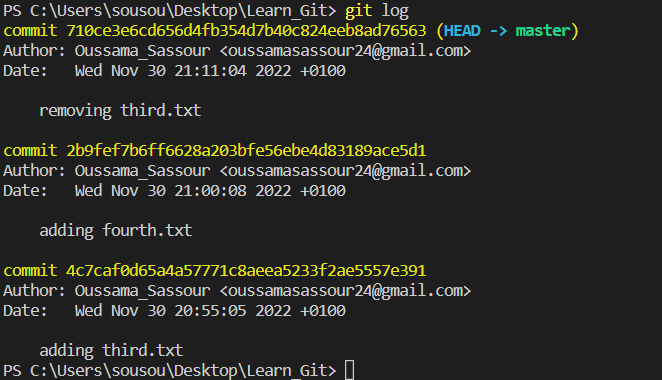 PS C:\Users\sousou\Desktop\Learn_Git> git log
commit 710ce3e6cd656d4fb354d7b40c824eeb8ad76563 (HEAD -> master)
Author: Oussama_Sassour <oussamasassour24@gmail.com>
Date:   Wed Nov 30 21:11:04 2022 +0100
    removing third.txt
commit 2b9fef7b6ff6628a203bfe56ebe4d83189ace5d1
Author: Oussama_Sassour <oussamasassour24@gmail.com>
Date:   Wed Nov 30 21:00:08 2022 +0100
    adding fourth.txt
commit 4c7caf0d65a4a57771c8aeea5233f2ae5557e391
Author: Oussama_Sassour <oussamasassour24@gmail.com>
Date:   Wed Nov 30 20:55:05 2022 +0100
    adding third.txt
PS C:\Users\sousou\Desktop\Learn_Git>